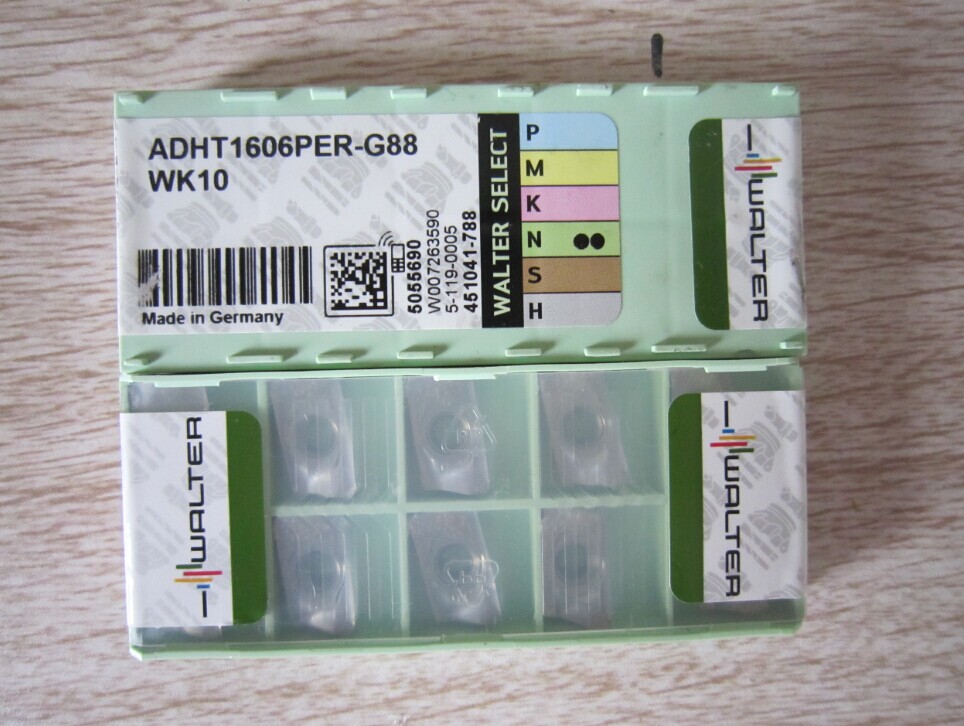 ADHT1606PER-G88
WK10
Made in Germany
5055690
W007263590
5-119-0005
451041-788
WALTER SELECT
P
M
K
N
S
H
WALTER
WALTER
WALTER